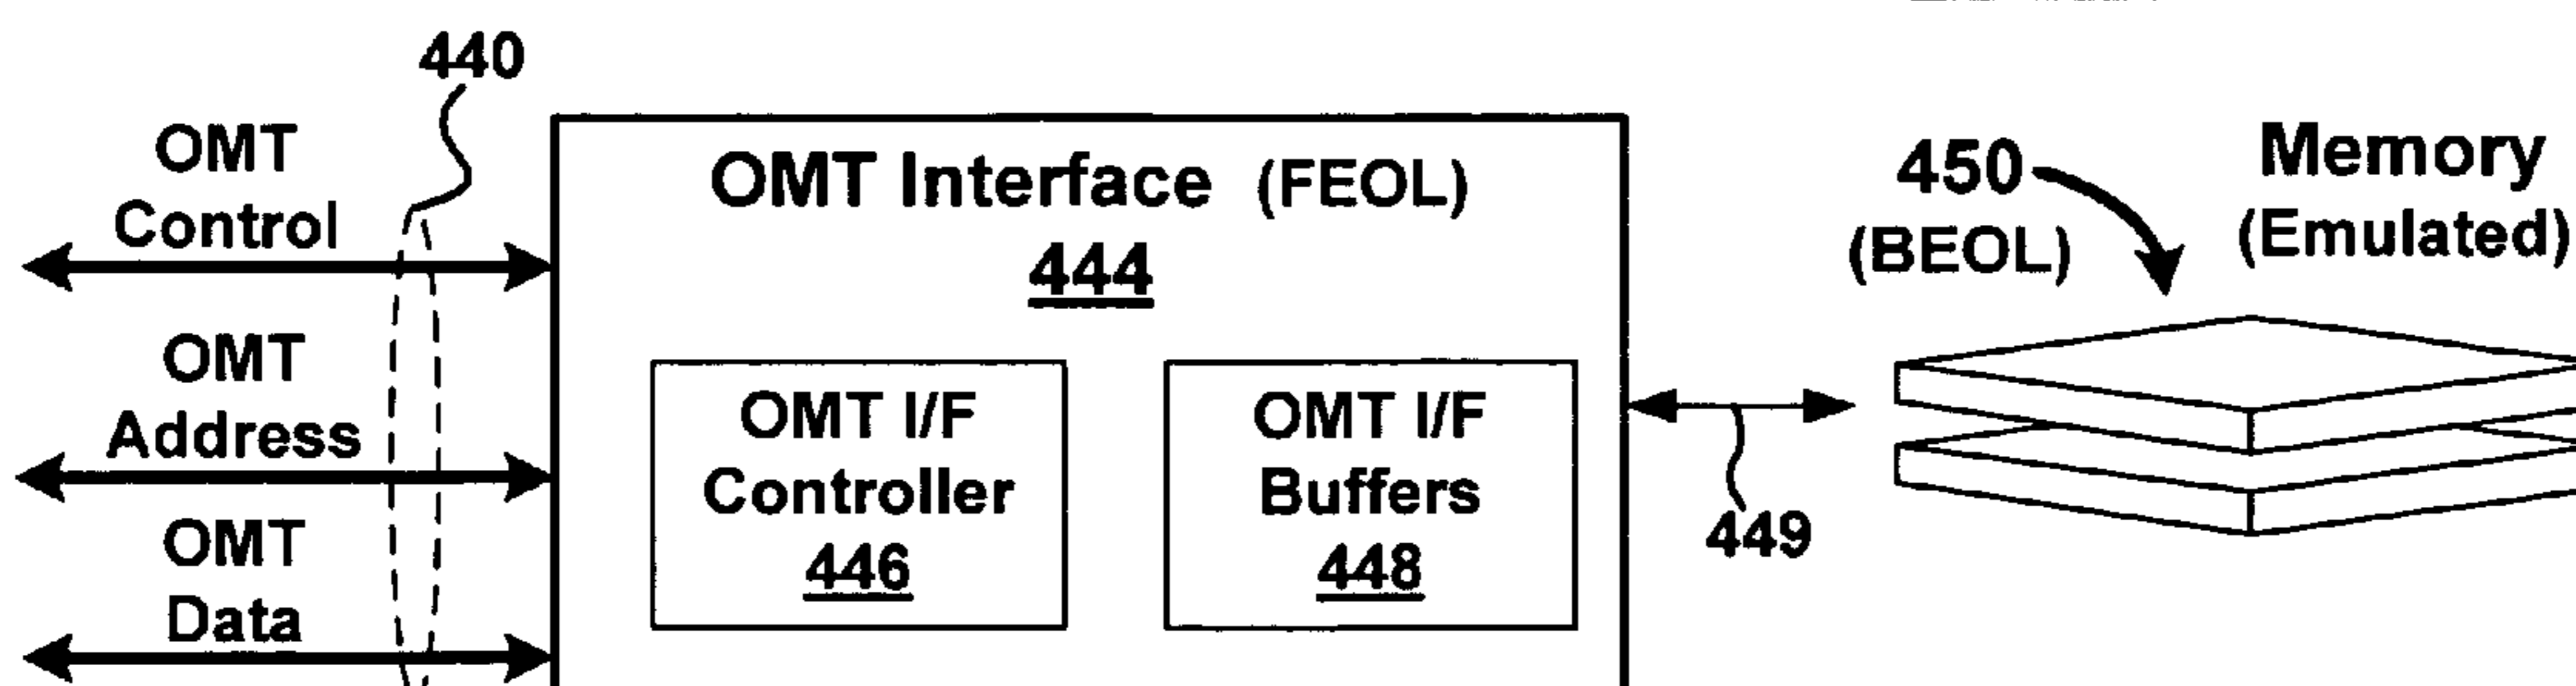 440
OMT
Control
OMT
Address
OMT
Data
OMT Interface (FEOL)
444
OMT I/F
Controller
446
OMT I/F
Buffers
448
449
450
(BEOL)
Memory
(Emulated)